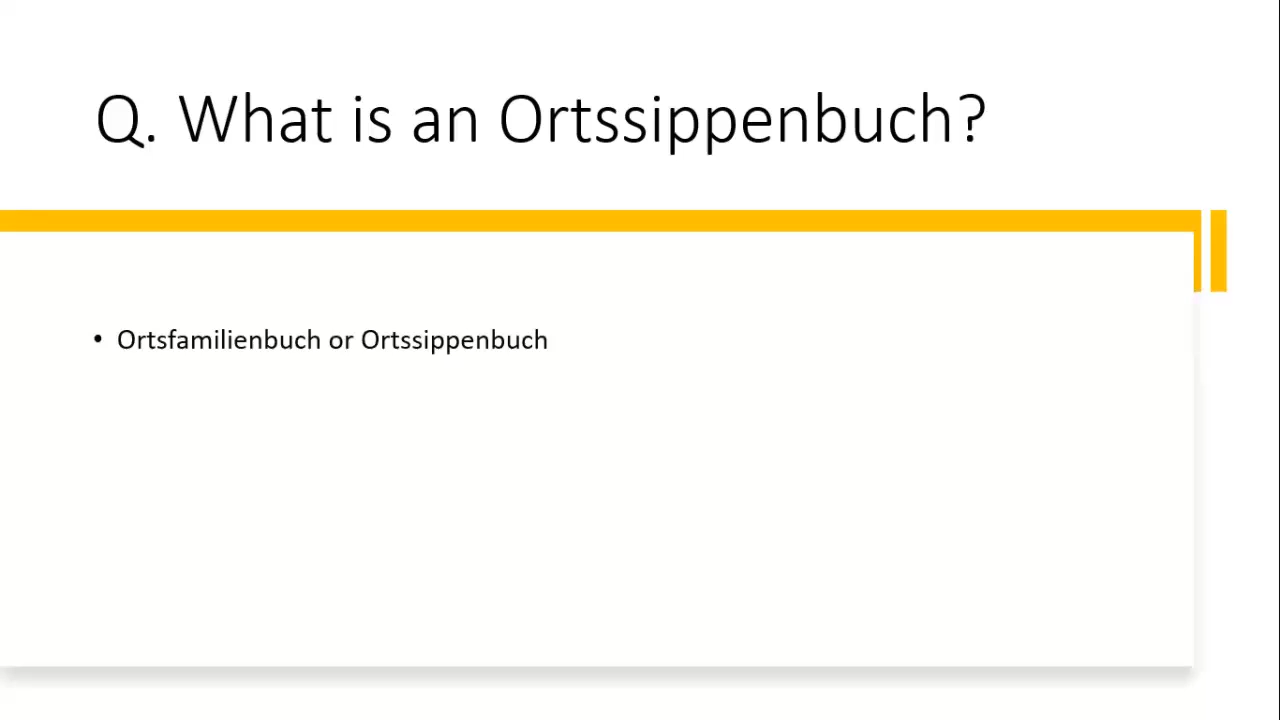 Q. What is an Ortssippenbuch?
• Ortsfamilienbuch or Ortssippenbuch